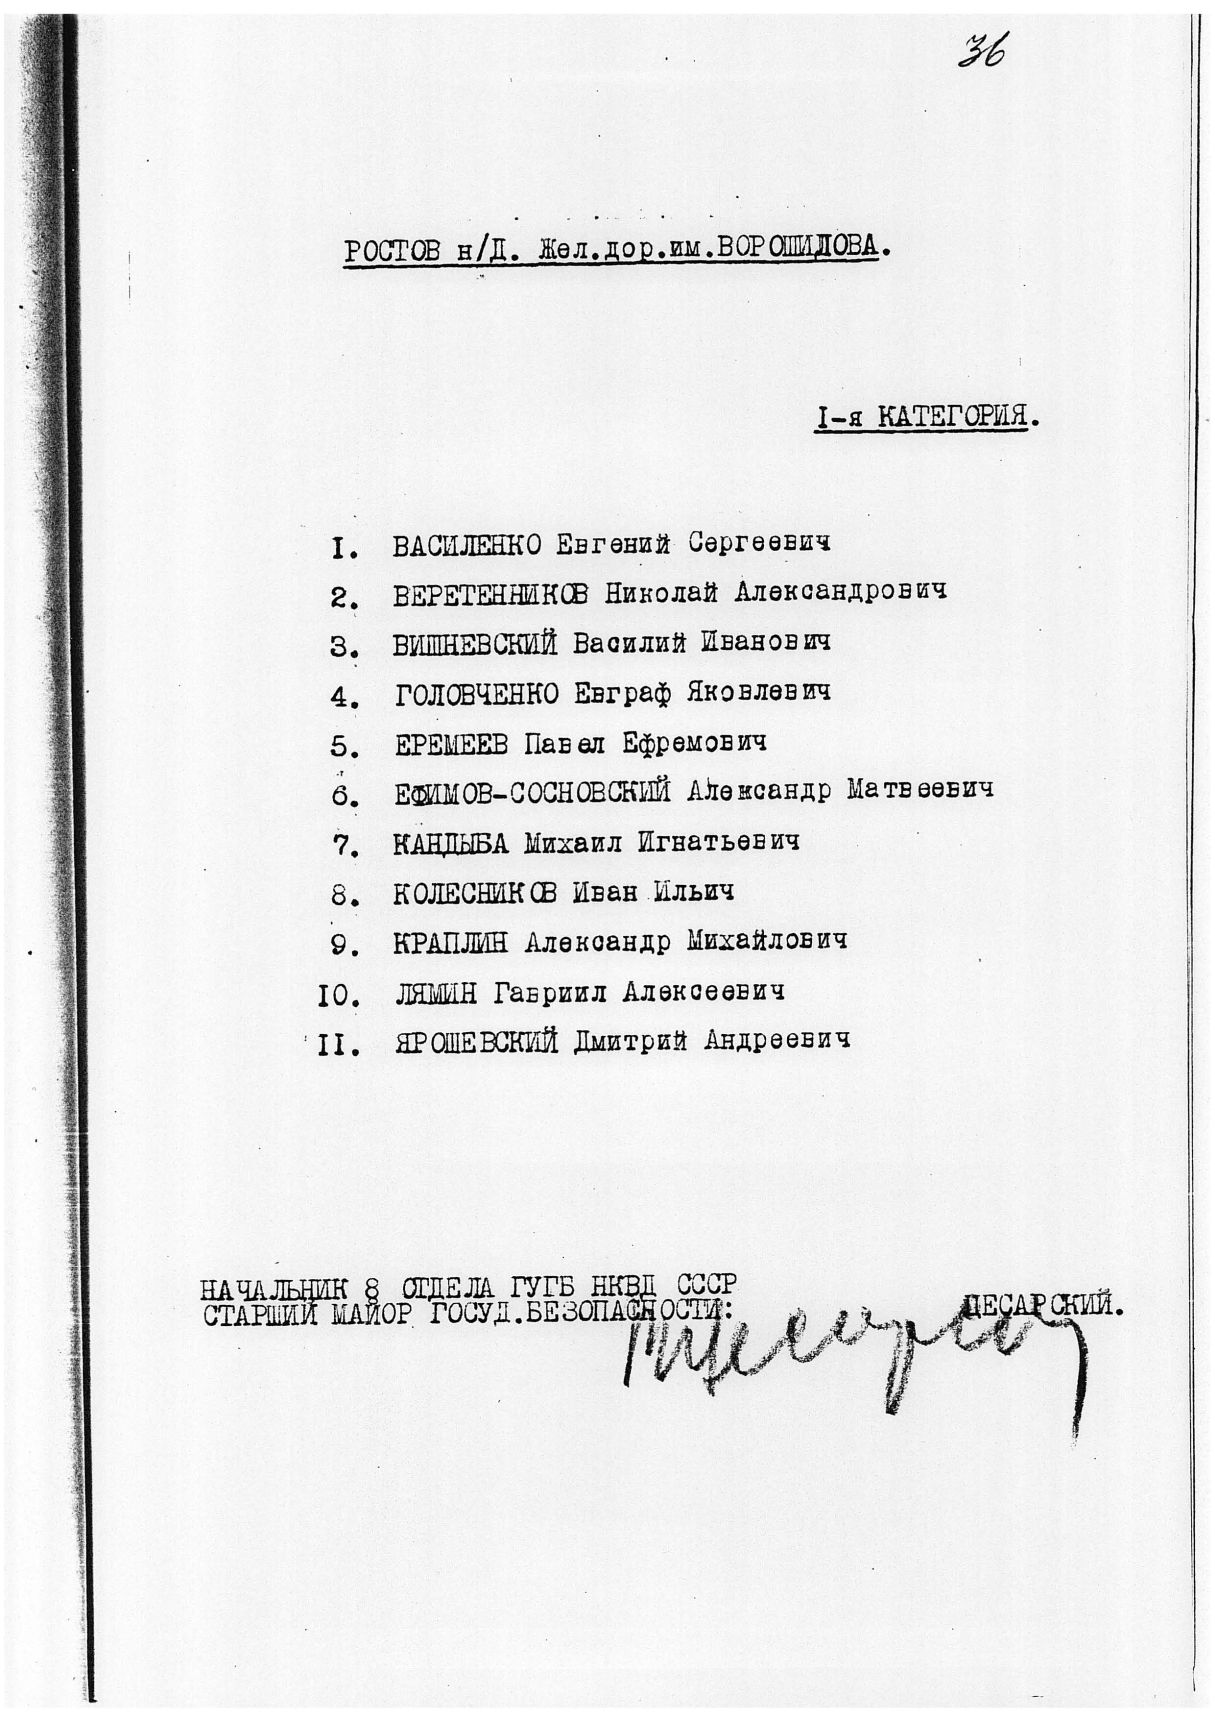 36
РОСТОВ н/Д. Жел.дор.им.ВОРОШИЛОВА.
I-я КАТЕГОРИЯ.
I. ВАСИЛЕНКО Евгений Сергеевич
2. ВЕРЕТЕННИКОВ Николай Александрович
3. ВИШНЕВСКИЙ Василий Иванович
4. ГОЛОВЧЕНКО Евграф Яковлевич
5. ЕРЕМЕЕВ Павел Ефремович
6. ЕФИМОВ-СОСНОВСКИЙ Александр Матвеевич
7. КАНДЫБА Михаил Игнатьевич
8. КОЛЕСНИКОВ Иван Ильич
9. КРАПЛИН Александр Михайлович
IO. ЛЯМИН Гавриил Алексеевич
II. ЯРОШЕВСКИЙ Дмитрий Андреевич
НАЧАЛЬНИК 8 ОТДЕЛА ГУГБ НКВД СССР
СТАРШИЙ МАЙОР ГОСУД.БЕЗОПАСНОСТИ: ЦЕСАРСКИЙ.